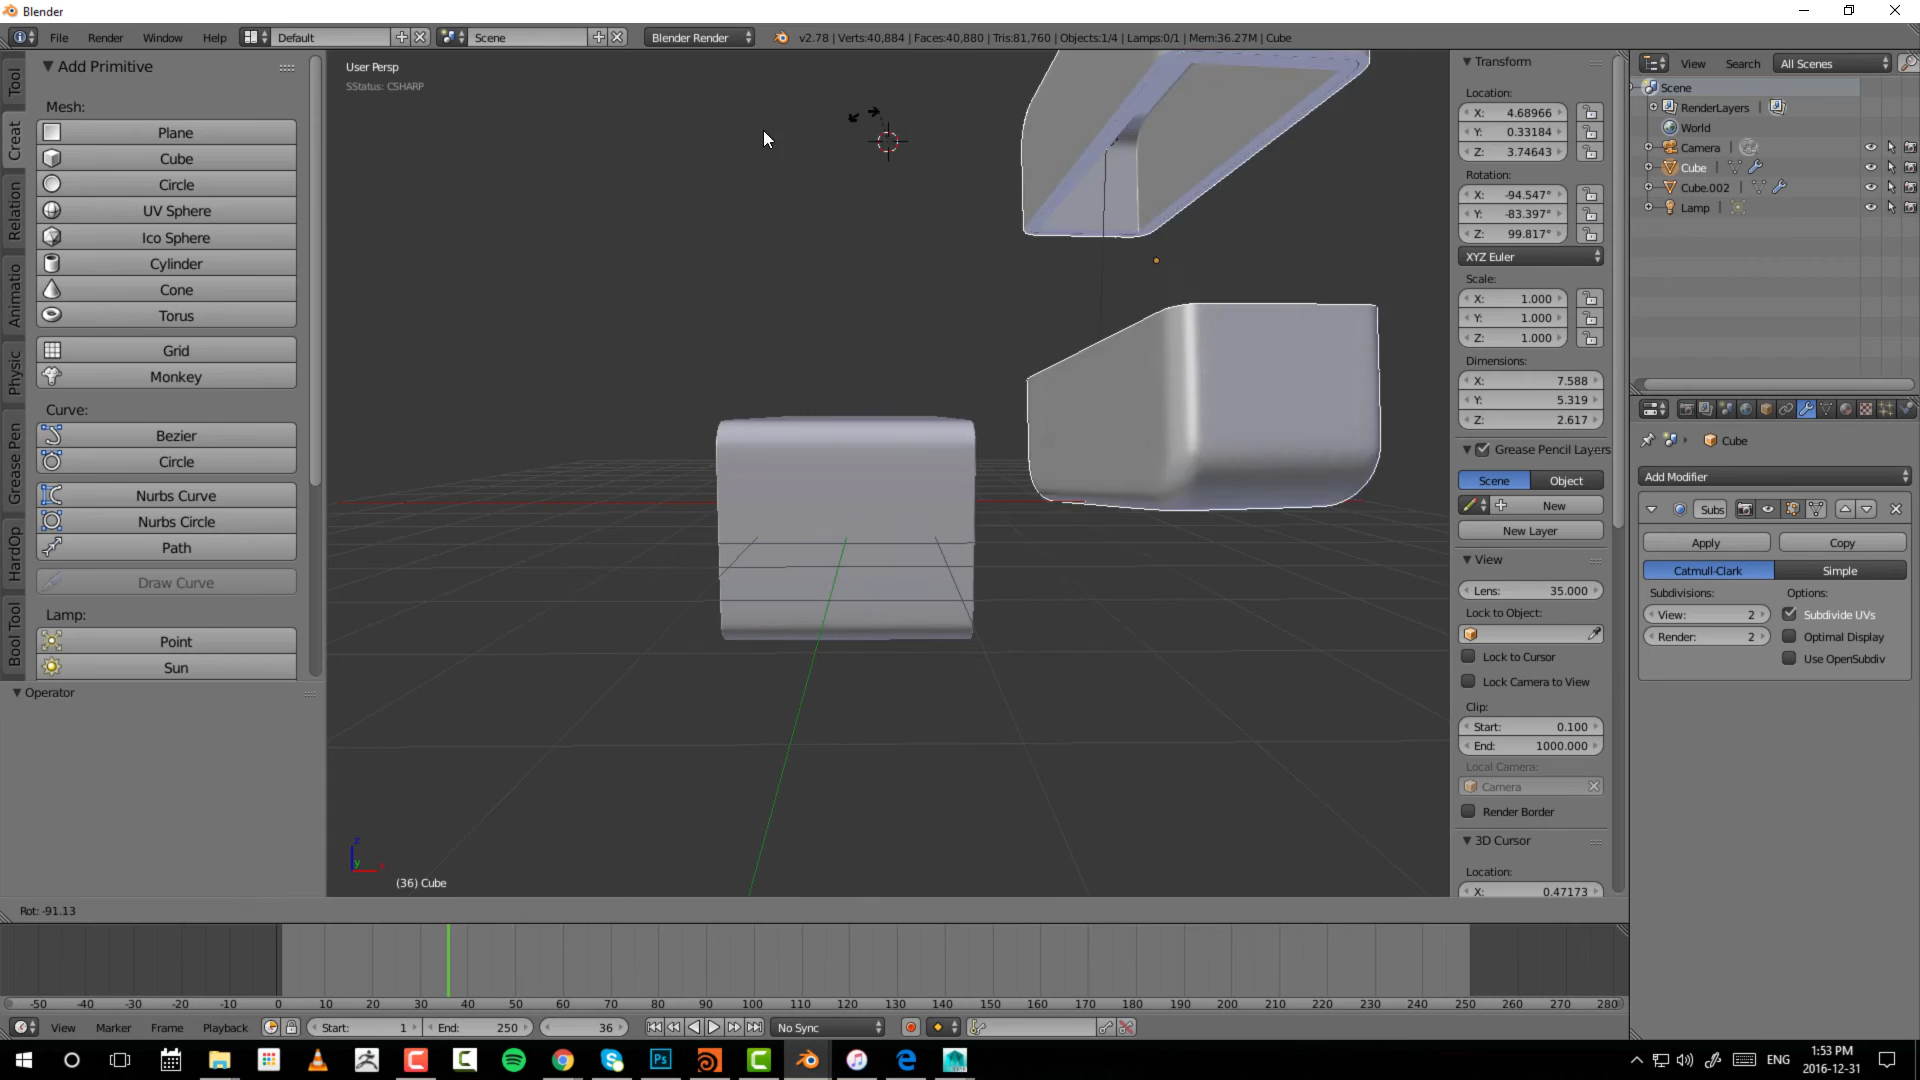 Blender
File Render Window Help Default Scene Blender Render v2.78 | Verts:40,884 | Faces:40,880 | Tris:81,760 | Objects:1/4 | Lamps:0/1 | Mem:36.27M | Cube
Tool
Creat
Relation
Animatio
Physic
Grease Pen
HardOp
Bool Tool
Add Primitive
Mesh:
Plane
Cube
Circle
UV Sphere
Ico Sphere
Cylinder
Cone
Torus
Grid
Monkey
Curve:
Bezier
Circle
Nurbs Curve
Nurbs Circle
Path
Draw Curve
Lamp:
Point
Sun
Operator
User Persp
SStatus: CSHARP
z
y
x
(36) Cube
Rot: -91.13
Transform
Location:
X: 4.68966
Y: 0.33184
Z: 3.74643
Rotation:
X: -94.547°
Y: -83.397°
Z: 99.817°
XYZ Euler
Scale:
X: 1.000
Y: 1.000
Z: 1.000
Dimensions:
X: 7.588
Y: 5.319
Z: 2.617
Grease Pencil Layers
Scene Object
New
New Layer
View
Lens: 35.000
Lock to Object:
Lock to Cursor
Lock Camera to View
Clip:
Start: 0.100
End: 1000.000
Local Camera:
Camera
Render Border
3D Cursor
Location:
X: 0.47173
View Search All Scenes
Scene
RenderLayers
World
Camera
Cube
Cube.002
Lamp
Cube
Add Modifier
Subs
Apply Copy
Catmull-Clark Simple
Subdivisions: Options:
View: 2 Subdivide UVs
Render: 2 Optimal Display
Use OpenSubdiv
-50 -40 -30 -20 -10 0 10 20 30 40 50 60 70 80 90 100 110 120 130 140 150 160 170 180 190 200 210 220 230 240 250 260 270 280
View Marker Frame Playback Start: 1 End: 250 36 No Sync
Ps ENG 1:53 PM
2016-12-31